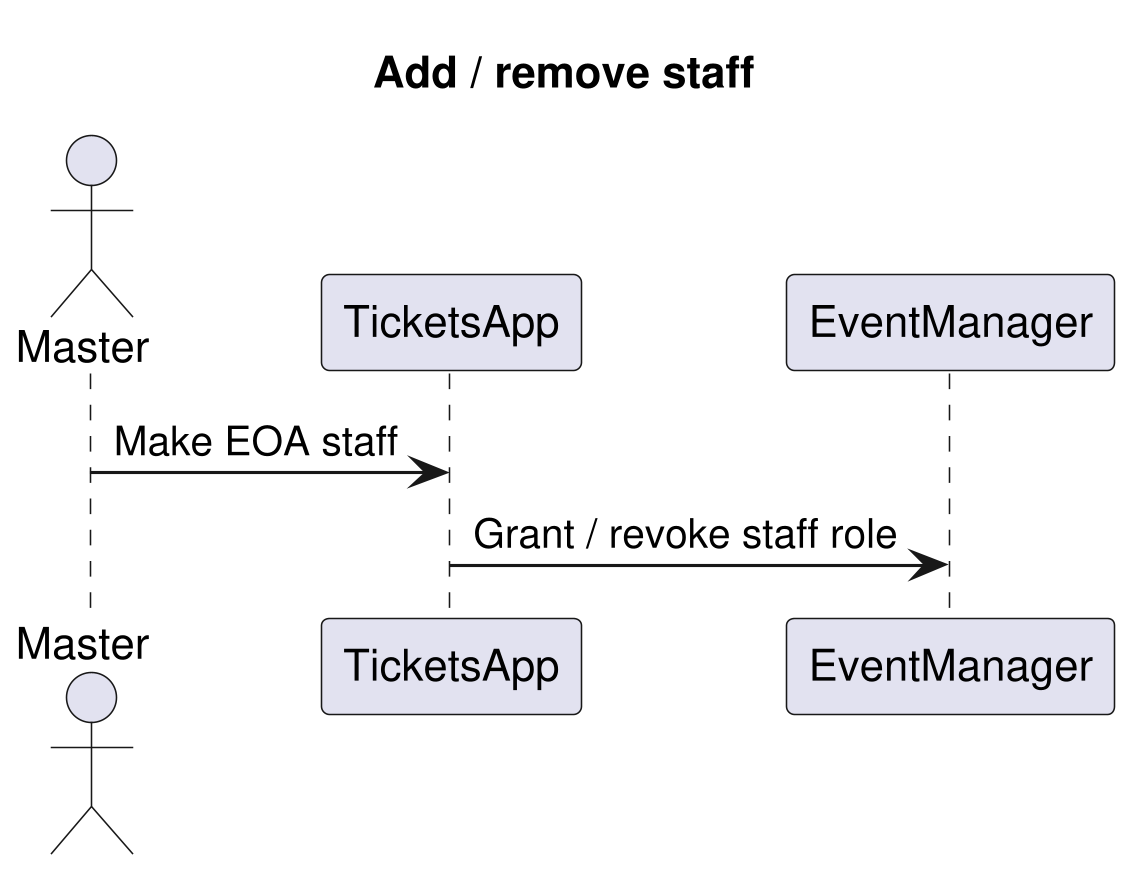 Add / remove staff
Master
TicketsApp
EventManager
Make EOA staff
Grant / revoke staff role
Master
TicketsApp
EventManager